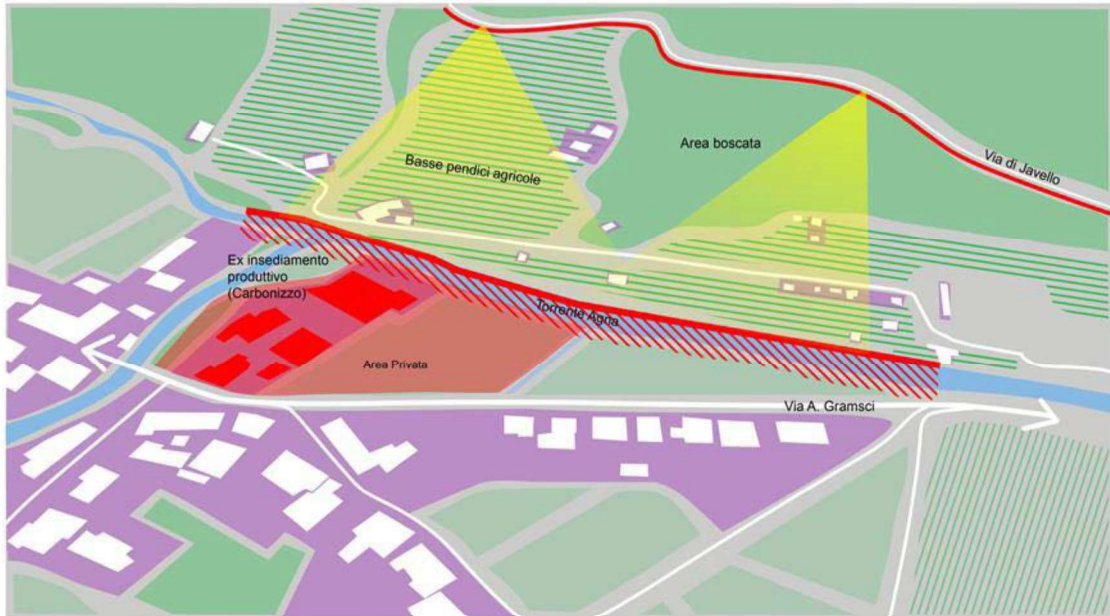 Area boscata
Via di Javello
Basse pendici agricole
Ex insediamento
produttivo
(Carbonizzo)
Torrente Agna
Area Privata
Via A. Gramsci